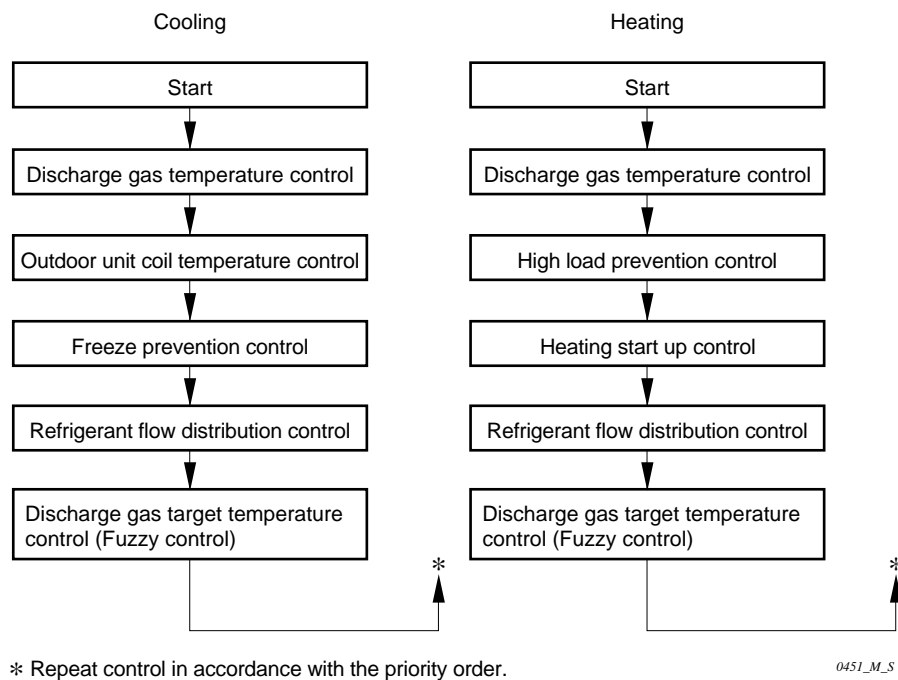 Cooling
Start
Discharge gas temperature control
Outdoor unit coil temperature control
Freeze prevention control
Refrigerant flow distribution control
Discharge gas target temperature
control (Fuzzy control)
*
Heating
Start
Discharge gas temperature control
High load prevention control
Heating start up control
Refrigerant flow distribution control
Discharge gas target temperature
control (Fuzzy control)
*
* Repeat control in accordance with the priority order.
0451_M_S